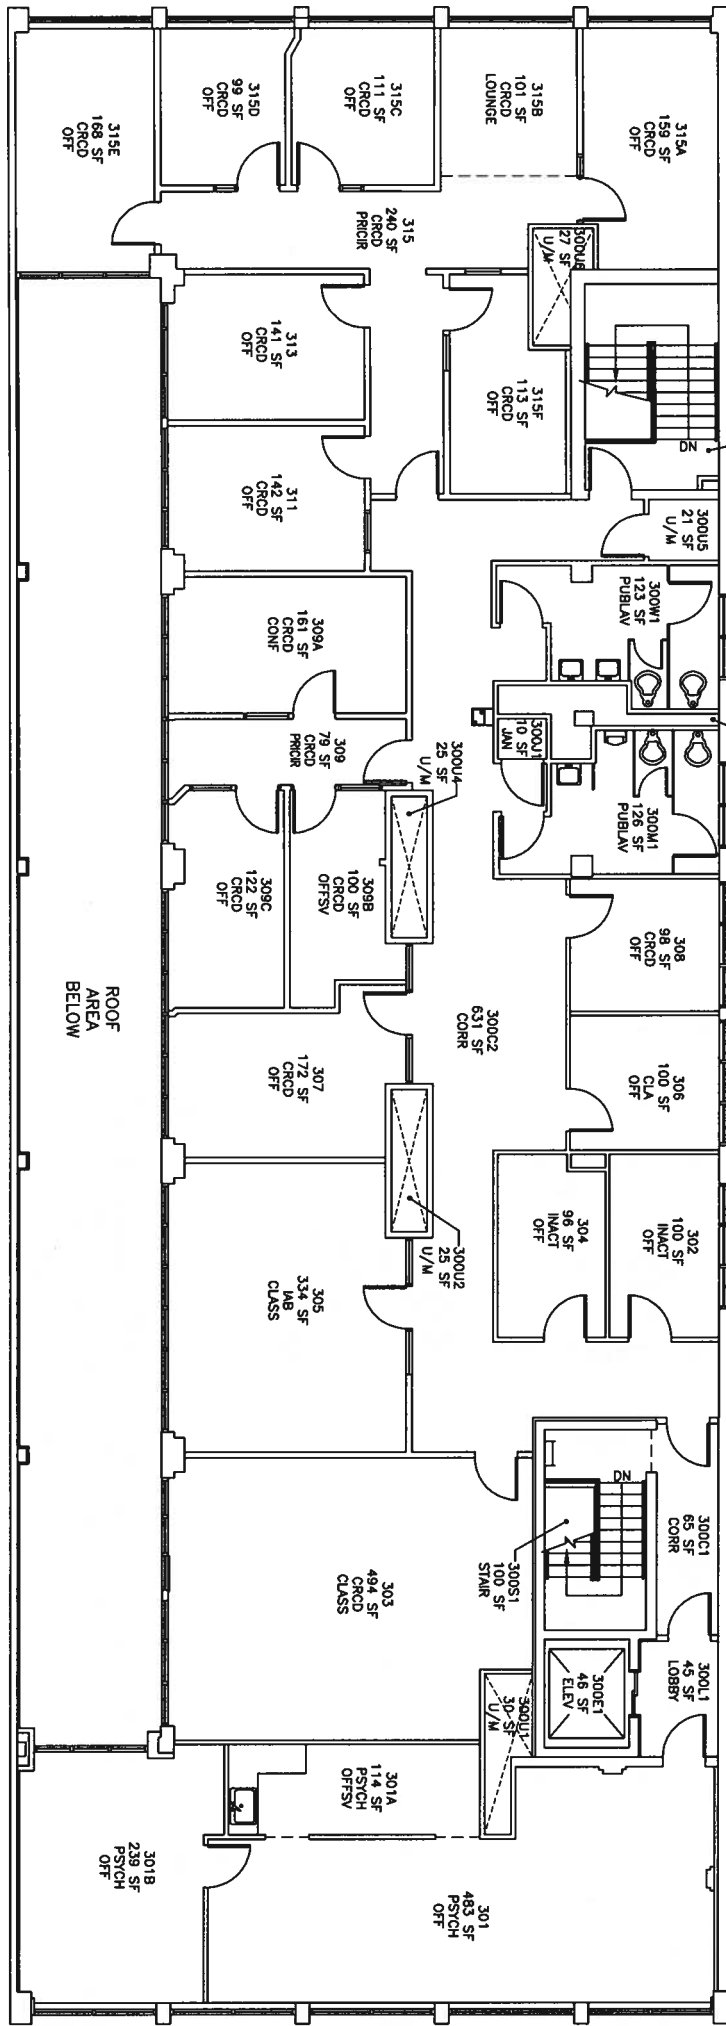 315E
168 SF
CRCD
OFF
315D
99 SF
CRCD
OFF
315C
111 SF
CRCD
OFF
315B
101 SF
CRCD
LOUNGE
315A
159 SF
CRCD
OFF
315
240 SF
CRCD
PRICIR
300U6
27 SF
U/M
313
141 SF
CRCD
OFF
315F
113 SF
CRCD
OFF
DN
311
142 SF
CRCD
OFF
300U5
21 SF
U/M
309A
161 SF
CRCD
CONF
300W1
123 SF
PUBLAV
309
79 SF
CRCD
PRICIR
300J1
10 SF
JAN
300U4
25 SF
U/M
300M1
126 SF
PUBLAV
309C
122 SF
CRCD
OFF
309B
100 SF
CRCD
OFFSV
308
98 SF
CRCD
OFF
ROOF
AREA
BELOW
307
172 SF
CRCD
OFF
300C2
631 SF
CORR
306
100 SF
CLA
OFF
305
334 SF
IAB
CLASS
300U2
25 SF
U/M
304
96 SF
INACT
OFF
302
100 SF
INACT
OFF
303
494 SF
CRCD
CLASS
300S1
100 SF
STAIR
DN
300C1
65 SF
CORR
300U1
30 SF
U/M
300E1
46 SF
ELEV
300L1
45 SF
LOBBY
301A
114 SF
PSYCH
OFFSV
301B
239 SF
PSYCH
OFF
301
483 SF
PSYCH
OFF